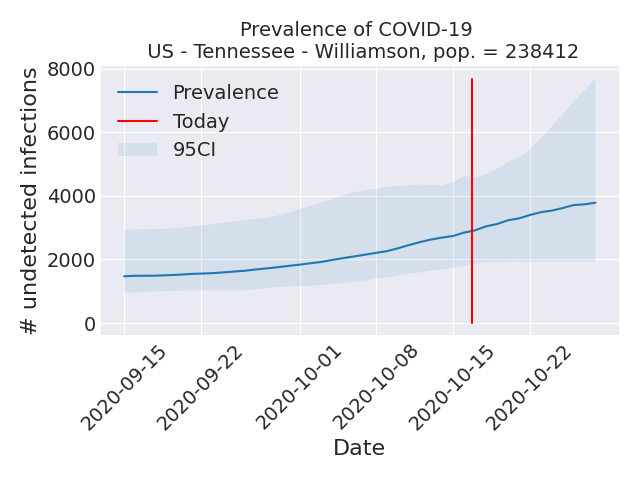 Prevalence of COVID-19
US - Tennessee - Williamson, pop. = 238412
# undetected infections
8000
6000
4000
2000
0
Prevalence
Today
95CI
2020-09-15
2020-09-22
2020-10-01
2020-10-08
2020-10-15
2020-10-22
Date